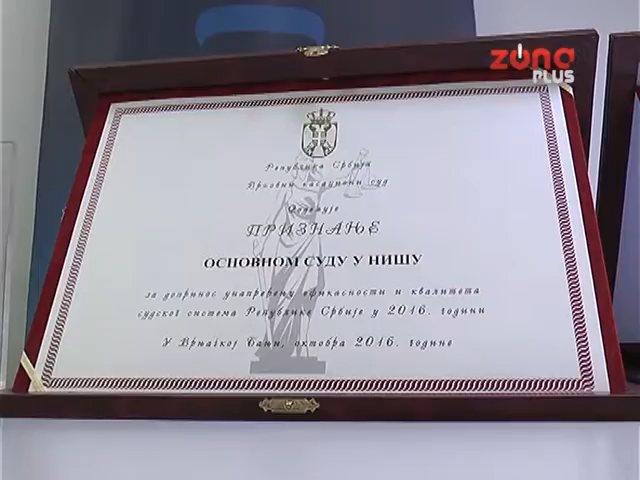 zona
PLUS
Република Србија
Врховни касациони суд
Додељује
ПРИЗНАЊЕ
ОСНОВНОМ СУДУ У НИШУ
за допринос унапређењу ефикасности и квалитета
судског система Републике Србије у 2016. години
У Врњачкој Бањи, октобра 2016. године